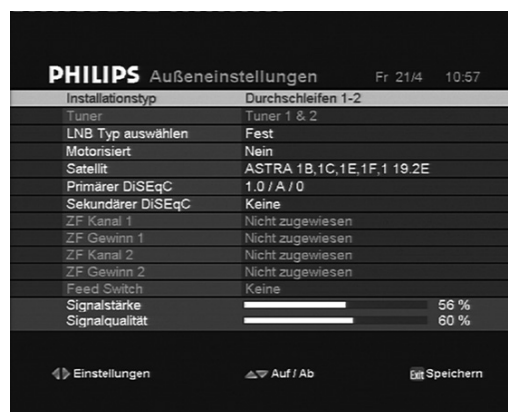 PHILIPS Außeneinstellungen Fr 21/4 10:57
Installationstyp Durchschleifen 1-2
Tuner Tuner 1 & 2
LNB Typ auswählen Fest
Motorisiert Nein
Satellit ASTRA 1B,1C,1E,1F,1 19.2E
Primärer DiSEqC 1.0 / A / 0
Sekundärer DiSEqC Keine
ZF Kanal 1 Nicht zugewiesen
ZF Gewinn 1 Nicht zugewiesen
ZF Kanal 2 Nicht zugewiesen
ZF Gewinn 2 Nicht zugewiesen
Feed Switch Keine
Signalstärke 56 %
Signalqualität 60 %
Einstellungen Auf / Ab Exit Speichern